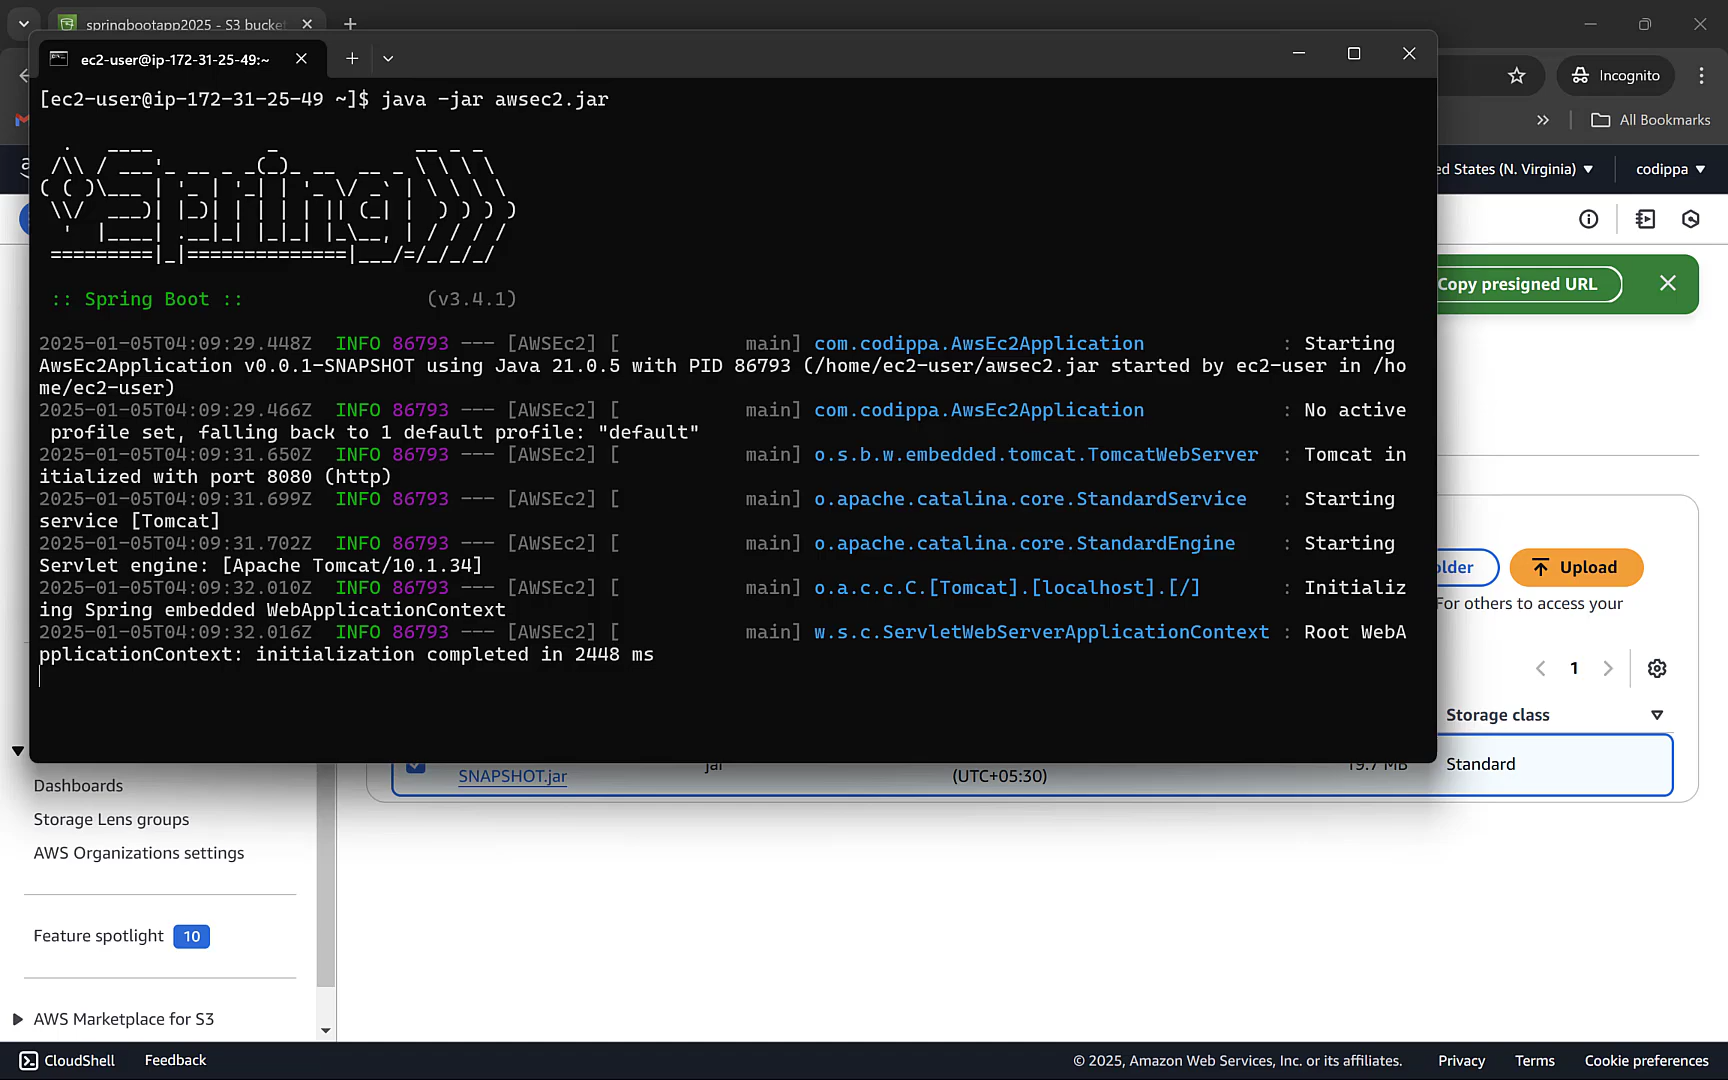 springbootapp2025 - S3 bucke
ec2-user@ip-172-31-25-49:~
Incognito
All Bookmarks
[ec2-user@ip-172-31-25-49 ~]$ java -jar awsec2.jar
:: Spring Boot ::                (v3.4.1)
2025-01-05T04:09:29.448Z  INFO 86793 --- [AWSEc2] [           main] com.codippa.AwsEc2Application            : Starting
AwsEc2Application v0.0.1-SNAPSHOT using Java 21.0.5 with PID 86793 (/home/ec2-user/awsec2.jar started by ec2-user in /ho
me/ec2-user)
2025-01-05T04:09:29.466Z  INFO 86793 --- [AWSEc2] [           main] com.codippa.AwsEc2Application            : No active
 profile set, falling back to 1 default profile: "default"
2025-01-05T04:09:31.650Z  INFO 86793 --- [AWSEc2] [           main] o.s.b.w.embedded.tomcat.TomcatWebServer  : Tomcat in
itialized with port 8080 (http)
2025-01-05T04:09:31.699Z  INFO 86793 --- [AWSEc2] [           main] o.apache.catalina.core.StandardService   : Starting
service [Tomcat]
2025-01-05T04:09:31.702Z  INFO 86793 --- [AWSEc2] [           main] o.apache.catalina.core.StandardEngine    : Starting
Servlet engine: [Apache Tomcat/10.1.34]
2025-01-05T04:09:32.010Z  INFO 86793 --- [AWSEc2] [           main] o.a.c.c.C.[Tomcat].[localhost].[/]       : Initializ
ing Spring embedded WebApplicationContext
2025-01-05T04:09:32.016Z  INFO 86793 --- [AWSEc2] [           main] w.s.c.ServletWebServerApplicationContext : Root WebA
pplicationContext: initialization completed in 2448 ms
ed States (N. Virginia)
codippa
Copy presigned URL
older
Upload
For others to access your
1
Storage class
SNAPSHOT.jar
jar
(UTC+05:30)
19.7 MB
Standard
Dashboards
Storage Lens groups
AWS Organizations settings
Feature spotlight 10
AWS Marketplace for S3
CloudShell
Feedback
© 2025, Amazon Web Services, Inc. or its affiliates.
Privacy
Terms
Cookie preferences